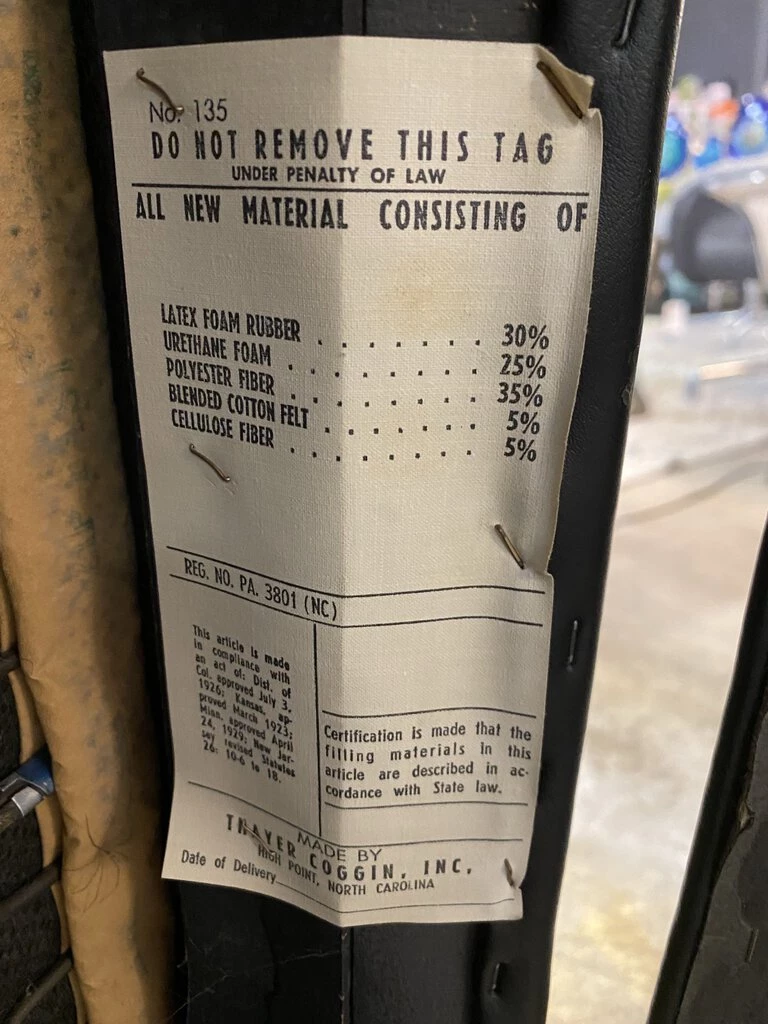 No. 135
DO NOT REMOVE THIS TAG
UNDER PENALTY OF LAW
ALL NEW MATERIAL CONSISTING OF
LATEX FOAM RUBBER . . . . . . . 30%
URETHANE FOAM . . . . . . . . 25%
POLYESTER FIBER . . . . . . . . 35%
BLENDED COTTON FELT . . . . . . . 5%
CELLULOSE FIBER . . . . . . . . 5%
REG. NO. PA. 3801 (NC)
This article is made
in compliance with
an act of: Dist. of
Col. approved July 3,
1926; Kansas, ap-
proved March 1923;
Minn. approved April
24, 1929; New Jer-
sey revised Statutes
26: 10-6 to 18.
Certification is made that the
filling materials in this
article are described in ac-
cordance with State law.
MADE BY
THAYER COGGIN, INC.
HIGH POINT, NORTH CAROLINA
Date of Delivery